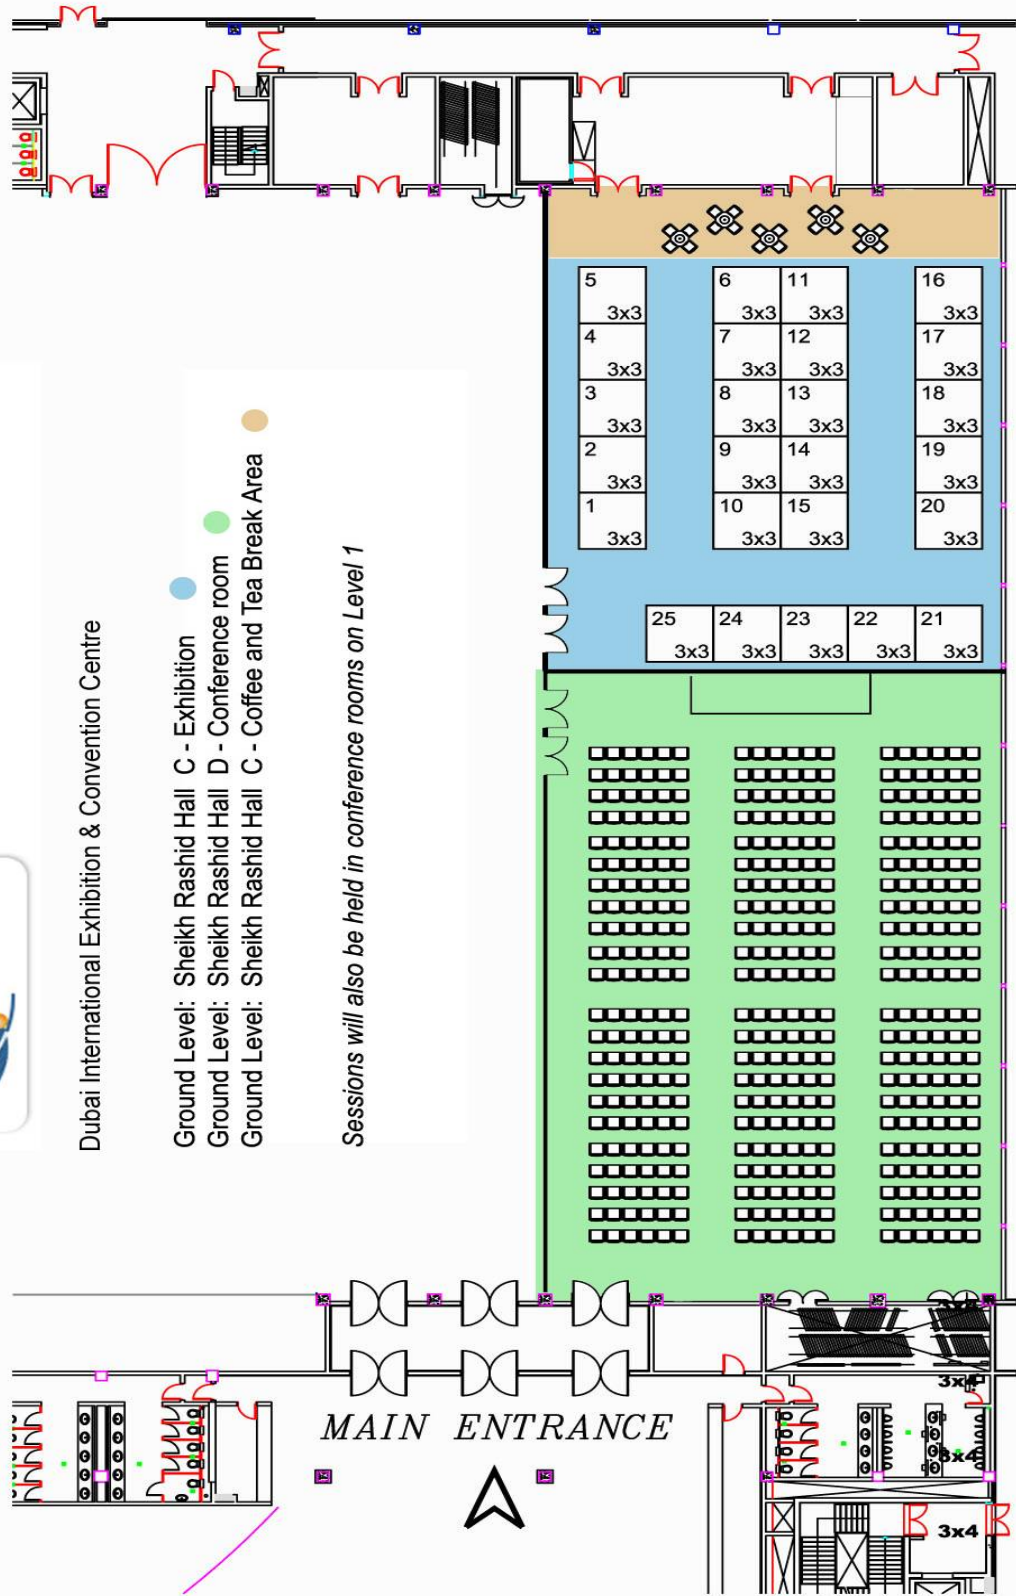 Dubai International Exhibition & Convention Centre
Ground Level: Sheikh Rashid Hall C - Exhibition
Ground Level: Sheikh Rashid Hall D - Conference room
Ground Level: Sheikh Rashid Hall C - Coffee and Tea Break Area
Sessions will also be held in conference rooms on Level 1
5 6 11 16
3x3 3x3 3x3 3x3
4 7 12 17
3x3 3x3 3x3 3x3
3 8 13 18
3x3 3x3 3x3 3x3
2 9 14 19
3x3 3x3 3x3 3x3
1 10 15 20
3x3 3x3 3x3 3x3
25 24 23 22 21
3x3 3x3 3x3 3x3 3x3
3x4
3x4
MAIN ENTRANCE
3x4
3x4